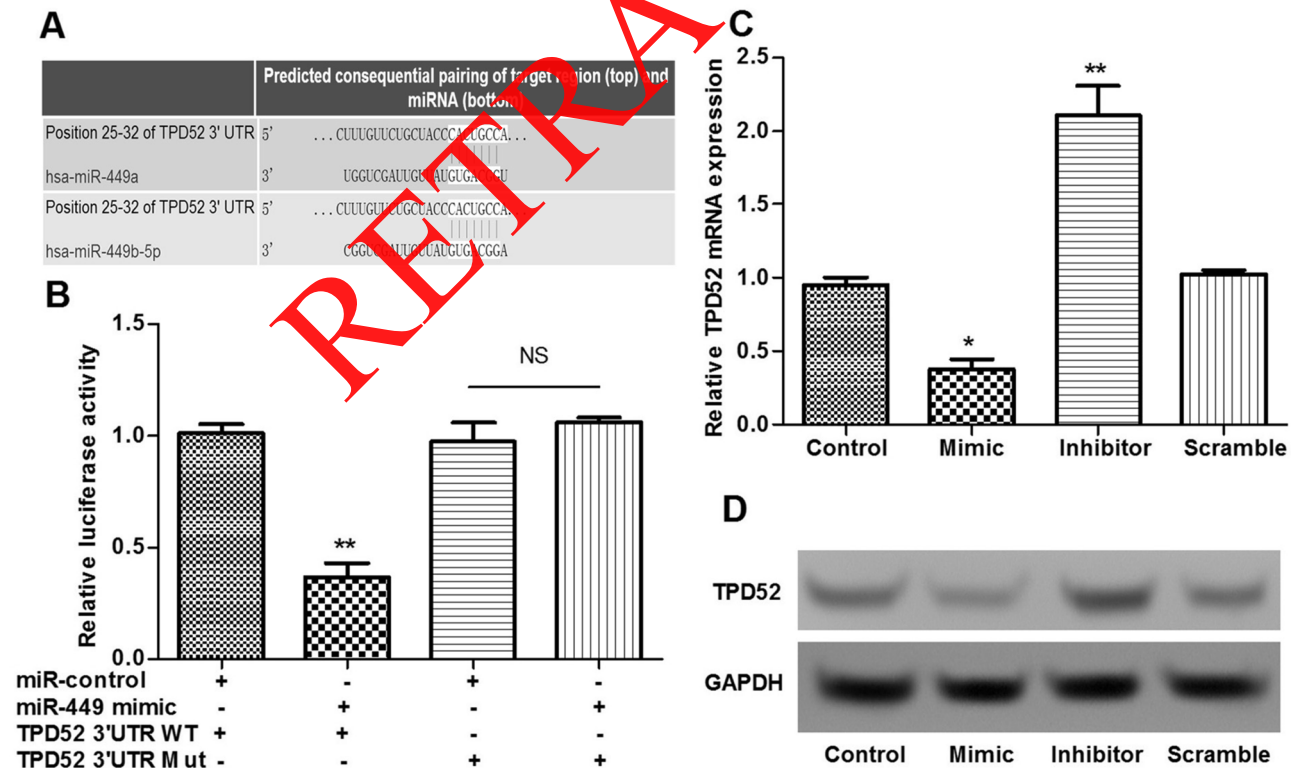 A
Predicted consequential pairing of target region (top) and
miRNA (bottom)
Position 25-32 of TPD52 3' UTR 5' ...CUUUGUUCUGCUACCCACUGCCA...
hsa-miR-449a 3' UGGUCGAUUGUUAUGUGACGGU
Position 25-32 of TPD52 3' UTR 5' ...CUUUGUUCUGCUACCCACUGCCA...
hsa-miR-449b-5p 3' CGGUCGAUUGUUAUGUGACGGA
RETRA
B
Relative luciferase activity
1.5
1.0
0.5
0.0
**
NS
miR-control + - + -
miR-449 mimic - + - +
TPD52 3'UTR WT + + - -
TPD52 3'UTR Mut - - + +
C
Relative TPD52 mRNA expression
2.5
2.0
1.5
1.0
0.5
0.0
*
**
Control Mimic Inhibitor Scramble
D
TPD52
GAPDH
Control Mimic Inhibitor Scramble